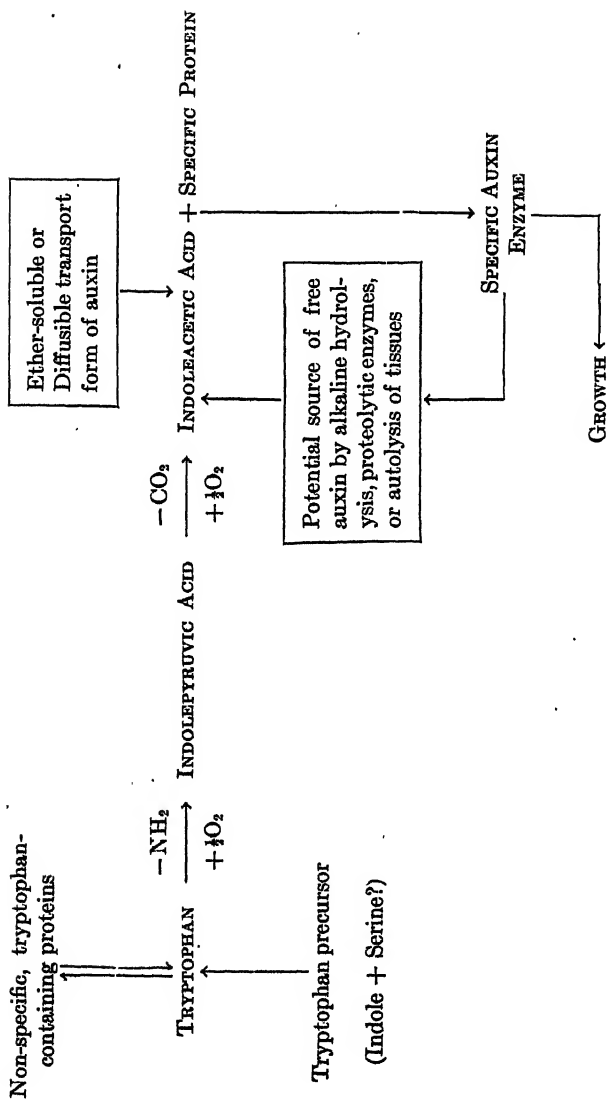 Non-specific, tryptophan-
containing proteins
TRYPTOPHAN
Tryptophan precursor
(Indole + Serine?)
−NH₂
+½O₂
INDOLEPYRUVIC ACID
−CO₂
+½O₂
Ether-soluble or
Diffusible transport
form of auxin
INDOLEACETIC ACID + SPECIFIC PROTEIN
Potential source of free
auxin by alkaline hydrol-
ysis, proteolytic enzymes,
or autolysis of tissues
SPECIFIC AUXIN
ENZYME
GROWTH